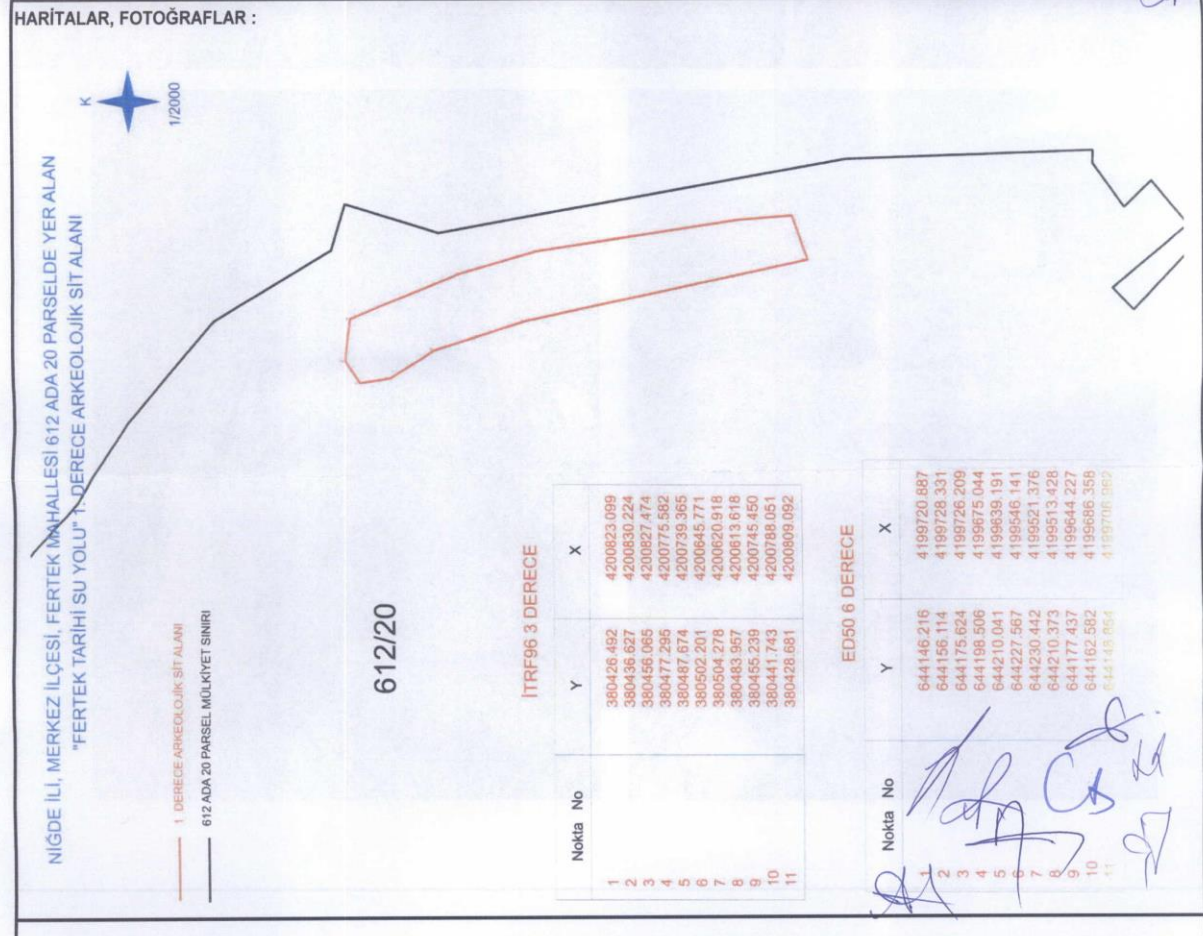 HARİTALAR, FOTOĞRAFLAR :
NİĞDE İLİ, MERKEZ İLÇESİ, FERTEK MAHALLESİ 612 ADA 20 PARSELDE YER ALAN
"FERTEK TARİHİ SU YOLU" 1. DERECE ARKEOLOJİK SİT ALANI
K
1/2000
1. DERECE ARKEOLOJİK SİT ALANI
612 ADA 20 PARSEL MÜLKİYET SINIRI
612/20
İTRF96 3 DERECE
Nokta No Y X
1 380426.492 4200823.099
2 380436.627 4200830.224
3 380456.065 4200827.474
4 380477.295 4200775.582
5 380487.674 4200739.365
6 380502.201 4200645.771
7 380504.278 4200620.918
8 380483.957 4200613.618
9 380455.239 4200745.450
10 380441.743 4200788.051
11 380428.681 4200809.092
ED50 6 DERECE
Nokta No Y X
1 644146.216 4199720.887
2 644156.114 4199728.331
3 644175.624 4199726.209
4 644198.506 4199675.044
5 644210.041 4199639.191
6 644227.567 4199546.141
7 644230.442 4199521.376
8 644210.373 4199513.428
9 644177.437 4199644.227
10 644162.582 4199686.358
11